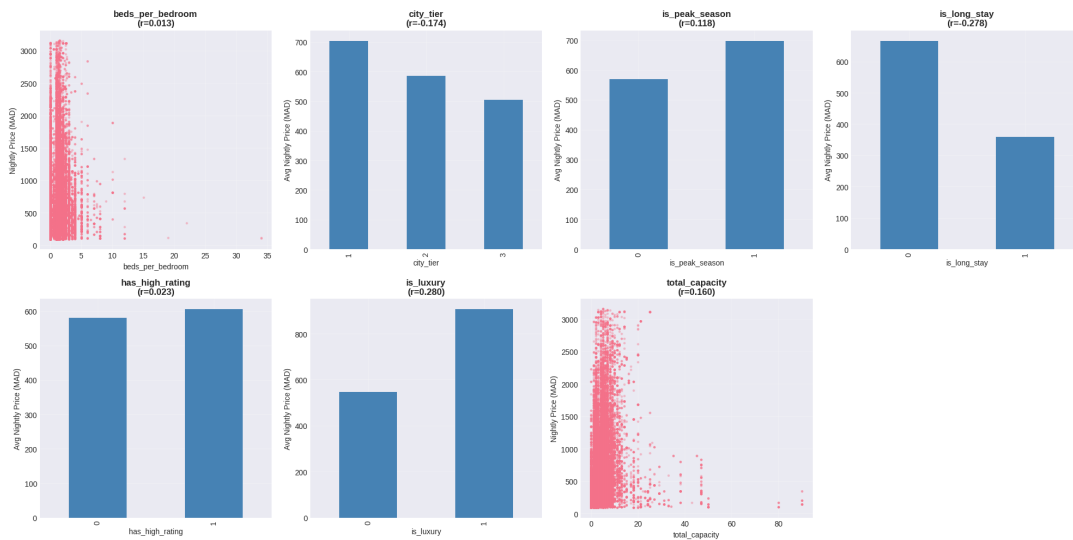 beds_per_bedroom
(r=0.013)
Nightly Price (MAD)
3000
2500
2000
1500
1000
500
0
0 5 10 15 20 25 30 35
beds_per_bedroom
city_tier
(r=-0.174)
Avg Nightly Price (MAD)
700
600
500
400
300
200
100
0
1 2 3
city_tier
is_peak_season
(r=0.118)
Avg Nightly Price (MAD)
700
600
500
400
300
200
100
0
0 1
is_peak_season
is_long_stay
(r=-0.278)
Avg Nightly Price (MAD)
600
500
400
300
200
100
0
0 1
is_long_stay
has_high_rating
(r=0.023)
Avg Nightly Price (MAD)
600
500
400
300
200
100
0
0 1
has_high_rating
is_luxury
(r=0.280)
Avg Nightly Price (MAD)
800
600
400
200
0
0 1
is_luxury
total_capacity
(r=0.160)
Nightly Price (MAD)
3000
2500
2000
1500
1000
500
0
0 20 40 60 80
total_capacity